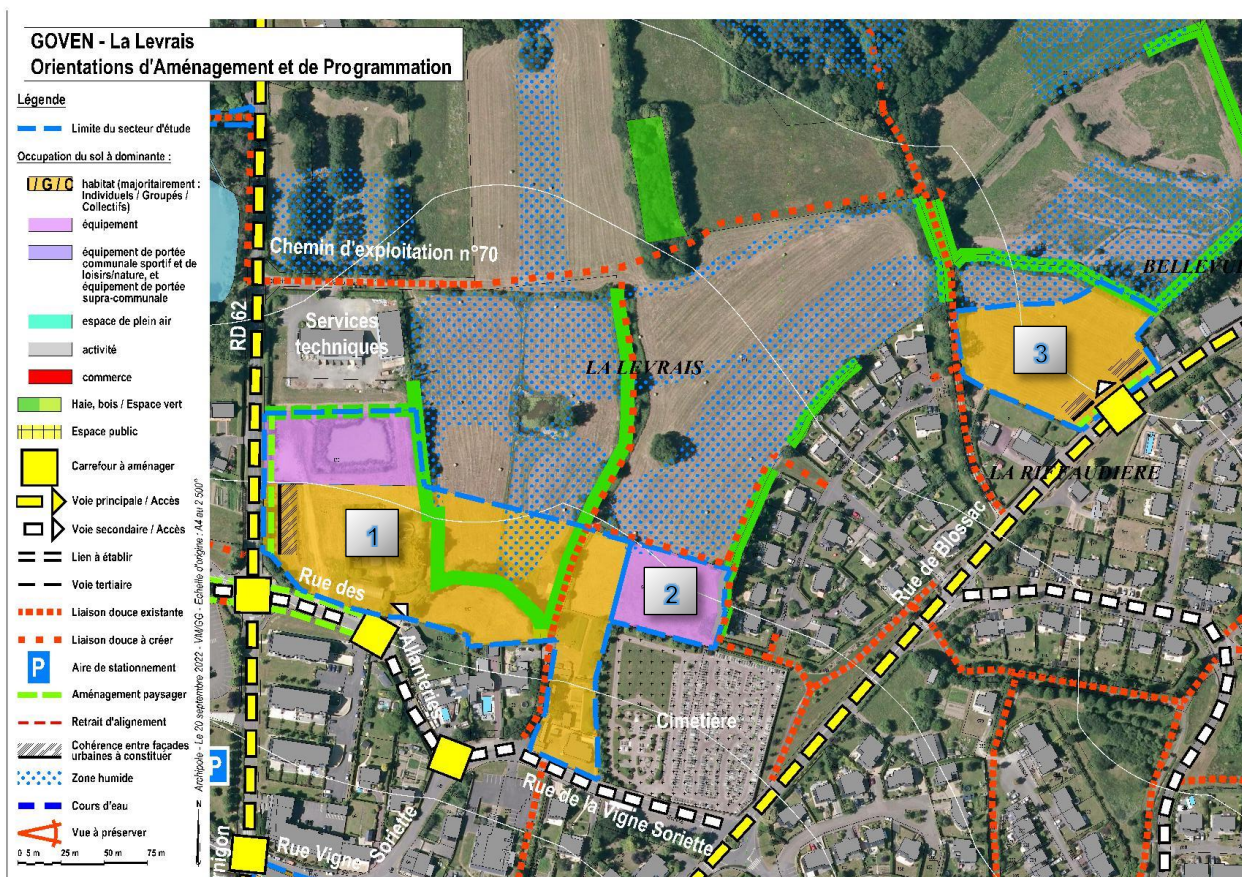 GOVEN - La Levrais
Orientations d'Aménagement et de Programmation
Légende
Limite du secteur d'étude
Occupation du sol à dominante :
I / G / C
habitat (majoritairement :
Individuels / Groupés /
Collectifs)
équipement
équipement de portée
communale sportif et de
loisirs/nature, et
équipement de portée
supra-communale
espace de plein air
activité
commerce
Haie, bois / Espace vert
Espace public
Carrefour à aménager
Voie principale / Accès
Voie secondaire / Accès
Lien à établir
Voie tertiaire
Liaison douce existante
Liaison douce à créer
P
Aire de stationnement
Aménagement paysager
Retrait d'alignement
Cohérence entre façades
urbaines à constituer
Zone humide
Cours d'eau
Vue à préserver
0 5 m 25 m 50 m 75 m
N
Archipole - Le 20 septembre 2022 - VM/GG - Echelle d'origine : A4 au 2 500°
RD 62
Chemin d'exploitation n°70
Services
techniques
LA LEVRAIS
BELLEVUE
3
LA RIFFAUDIERE
1
2
Rue des
Allanteries
Rue de Blossac
Cimetière
P
Rue de la Vigne Soriette
Rue Vigne
Soriette